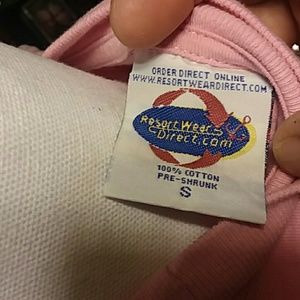 ORDER DIRECT ONLINE
WWW.RESORTWEARDIRECT.COM
ResortWear
Direct.com
100% COTTON
PRE-SHRUNK
S